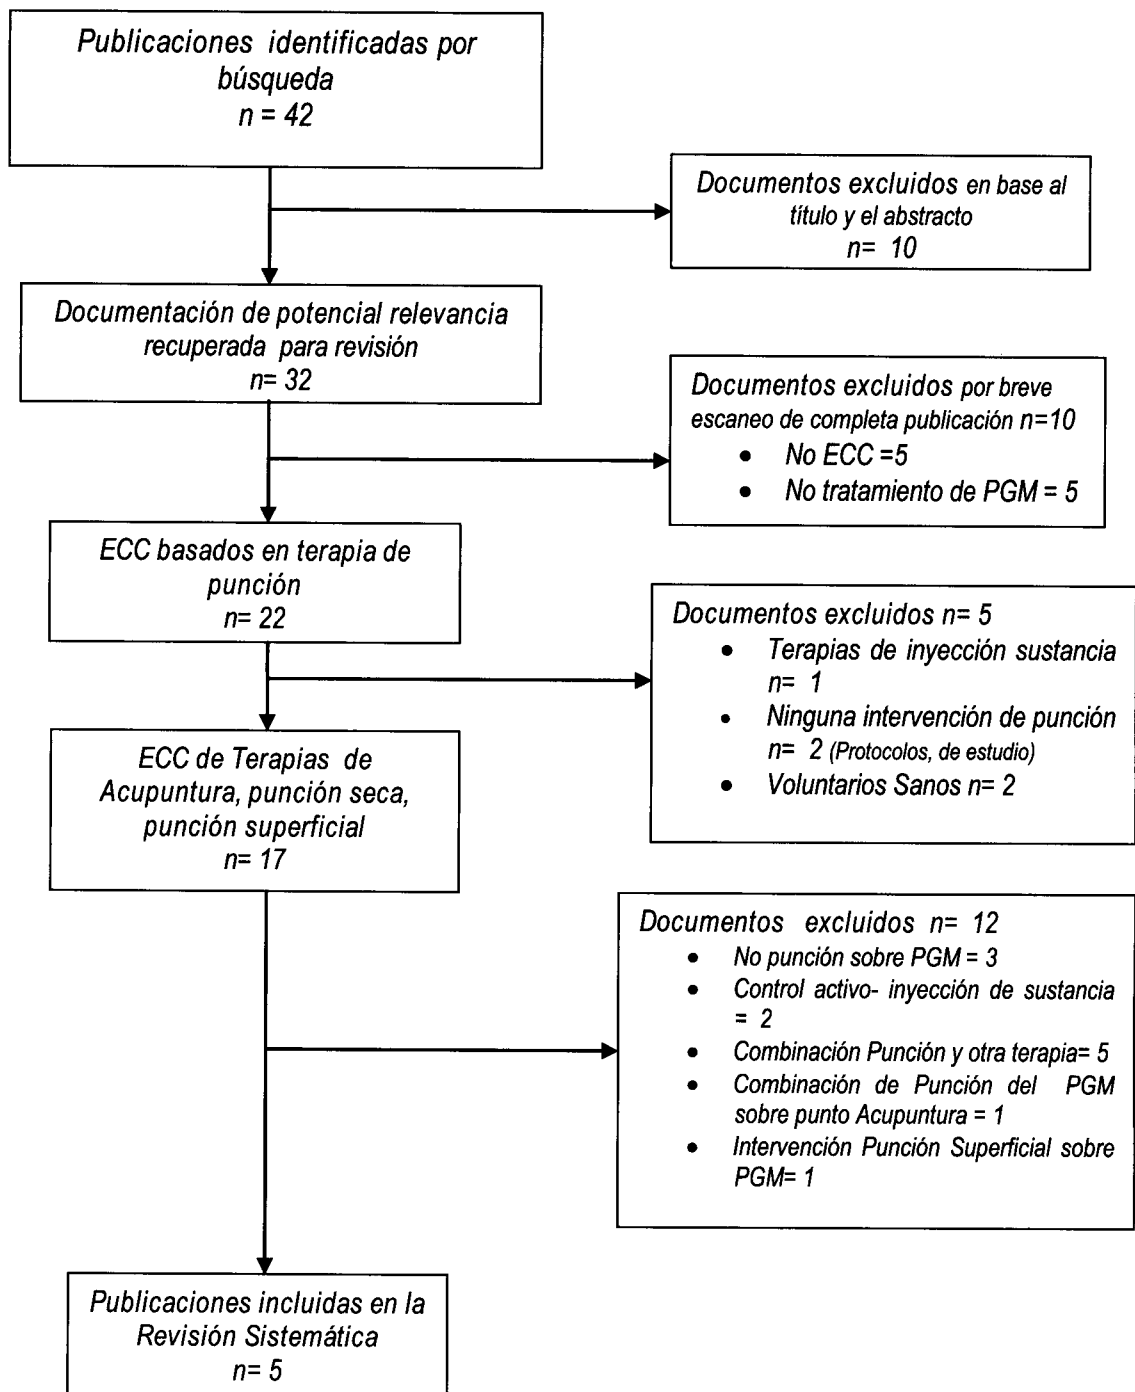 Publicaciones identificadas por
búsqueda
n = 42
Documentos excluidos en base al
título y el abstracto
n= 10
Documentación de potencial relevancia
recuperada para revisión
n= 32
Documentos excluidos por breve
escaneo de completa publicación n=10
• No ECC =5
• No tratamiento de PGM = 5
ECC basados en terapia de
punción
n= 22
Documentos excluidos n= 5
• Terapias de inyección sustancia
n= 1
• Ninguna intervención de punción
n= 2 (Protocolos, de estudio)
• Voluntarios Sanos n= 2
ECC de Terapias de
Acupuntura, punción seca,
punción superficial
n= 17
Documentos excluidos n= 12
• No punción sobre PGM = 3
• Control activo- inyección de sustancia
= 2
• Combinación Punción y otra terapia= 5
• Combinación de Punción del PGM
sobre punto Acupuntura = 1
• Intervención Punción Superficial sobre
PGM= 1
Publicaciones incluidas en la
Revisión Sistemática
n= 5